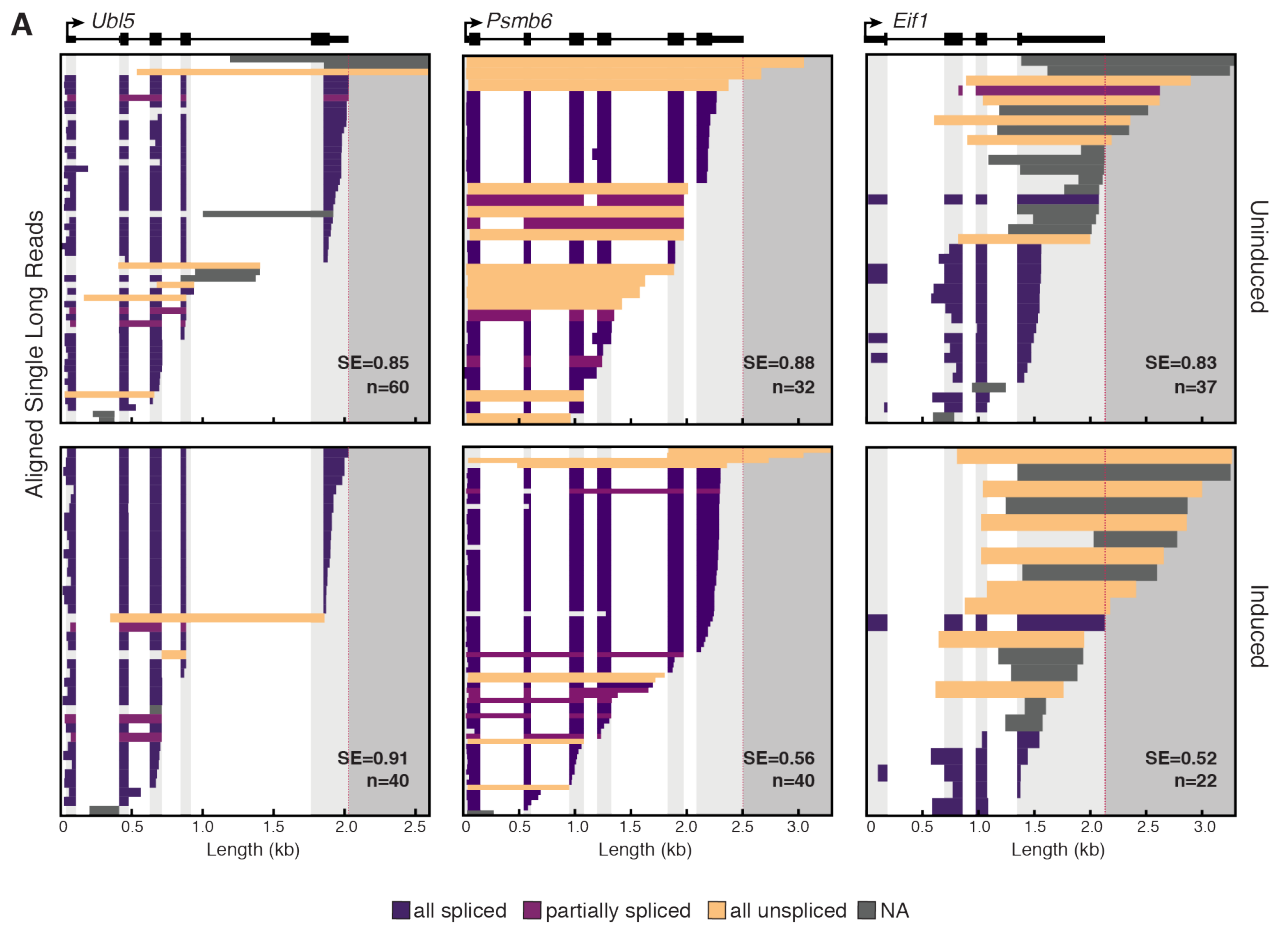 A
Ubl5
Psmb6
Eif1
Aligned Single Long Reads
SE=0.85
n=60
SE=0.88
n=32
SE=0.83
n=37
Uninduced
SE=0.91
n=40
SE=0.56
n=40
SE=0.52
n=22
Induced
0 0.5 1.0 1.5 2.0 2.5
0 0.5 1.0 1.5 2.0 2.5 3.0
0 0.5 1.0 1.5 2.0 2.5 3.0
Length (kb)
Length (kb)
Length (kb)
all spliced partially spliced all unspliced NA